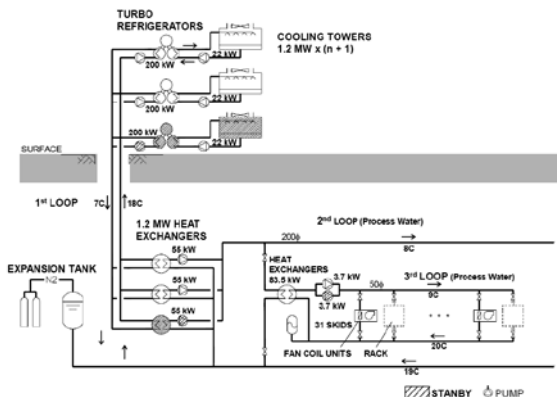 TURBO
REFRIGERATORS
COOLING TOWERS
1.2 MW x (n + 1)
200 kW
22 kW
200 kW
22 kW
200 kW
22 kW
SURFACE
1st LOOP
7C
18C
1.2 MW HEAT
EXCHANGERS
55 kW
2nd LOOP (Process Water)
200ϕ
8C
EXPANSION TANK
N2
55 kW
HEAT
EXCHANGERS
83.5 kW
3.7 kW
50ϕ
3rd LOOP (Process Water)
9C
55 kW
3.7 kW
31 SKIDS
FAN COIL UNITS
RACK
20C
19C
STANBY
PUMP